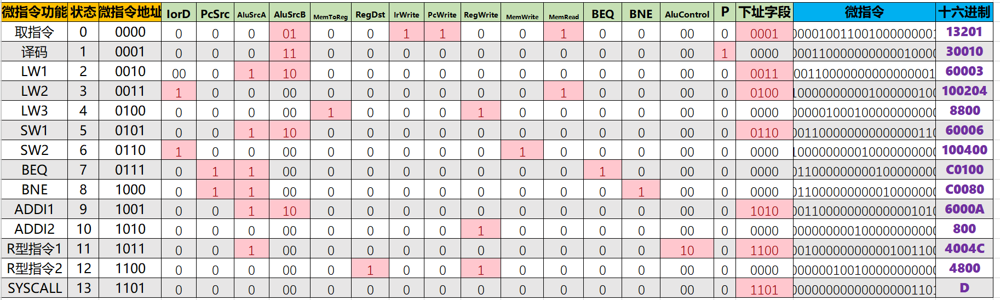 微指令功能 状态 微指令地址 IorD PcSrc AluSrcA AluSrcB MemToReg RegDst IrWrite PcWrite RegWrite MemWrite MemRead BEQ BNE AluControl P 下址字段 微指令 十六进制
取指令 0 0000 0 0 0 01 0 0 1 1 0 0 1 0 0 00 0 0001 000010011001000000001 13201
译码 1 0001 0 0 0 11 0 0 0 0 0 0 0 0 0 00 1 0000 000110000000000010000 30010
LW1 2 0010 00 0 1 10 0 0 0 0 0 0 0 0 0 00 0 0011 001100000000000000001 60003
LW2 3 0011 1 0 0 00 0 0 0 0 0 0 1 0 0 00 0 0100 100000000001000000100 100204
LW3 4 0100 0 0 0 00 1 0 0 0 1 0 0 0 0 00 0 0000 000001000100000000000 8800
SW1 5 0101 0 0 1 10 0 0 0 0 0 0 0 0 0 00 0 0110 001100000000000000110 60006
SW2 6 0110 1 0 0 00 0 0 0 0 0 1 0 0 0 00 0 0000 100000000010000000000 100400
BEQ 7 0111 0 1 1 00 0 0 0 0 0 0 0 1 0 00 0 0000 011000000000100000000 C0100
BNE 8 1000 0 1 1 00 0 0 0 0 0 0 0 0 1 00 0 0000 011000000000010000000 C0080
ADDI1 9 1001 0 0 1 10 0 0 0 0 0 0 0 0 0 00 0 1010 001100000000000001010 6000A
ADDI2 10 1010 0 0 0 00 0 0 0 0 1 0 0 0 0 00 0 0000 000000000100000000000 800
R型指令1 11 1011 0 0 1 00 0 0 0 0 0 0 0 0 0 10 0 1100 001000000000001001100 4004C
R型指令2 12 1100 0 0 0 00 0 1 0 0 1 0 0 0 0 00 0 0000 000000100100000000000 4800
SYSCALL 13 1101 0 0 0 00 0 0 0 0 0 0 0 0 0 00 0 1101 000000000000000001101 D